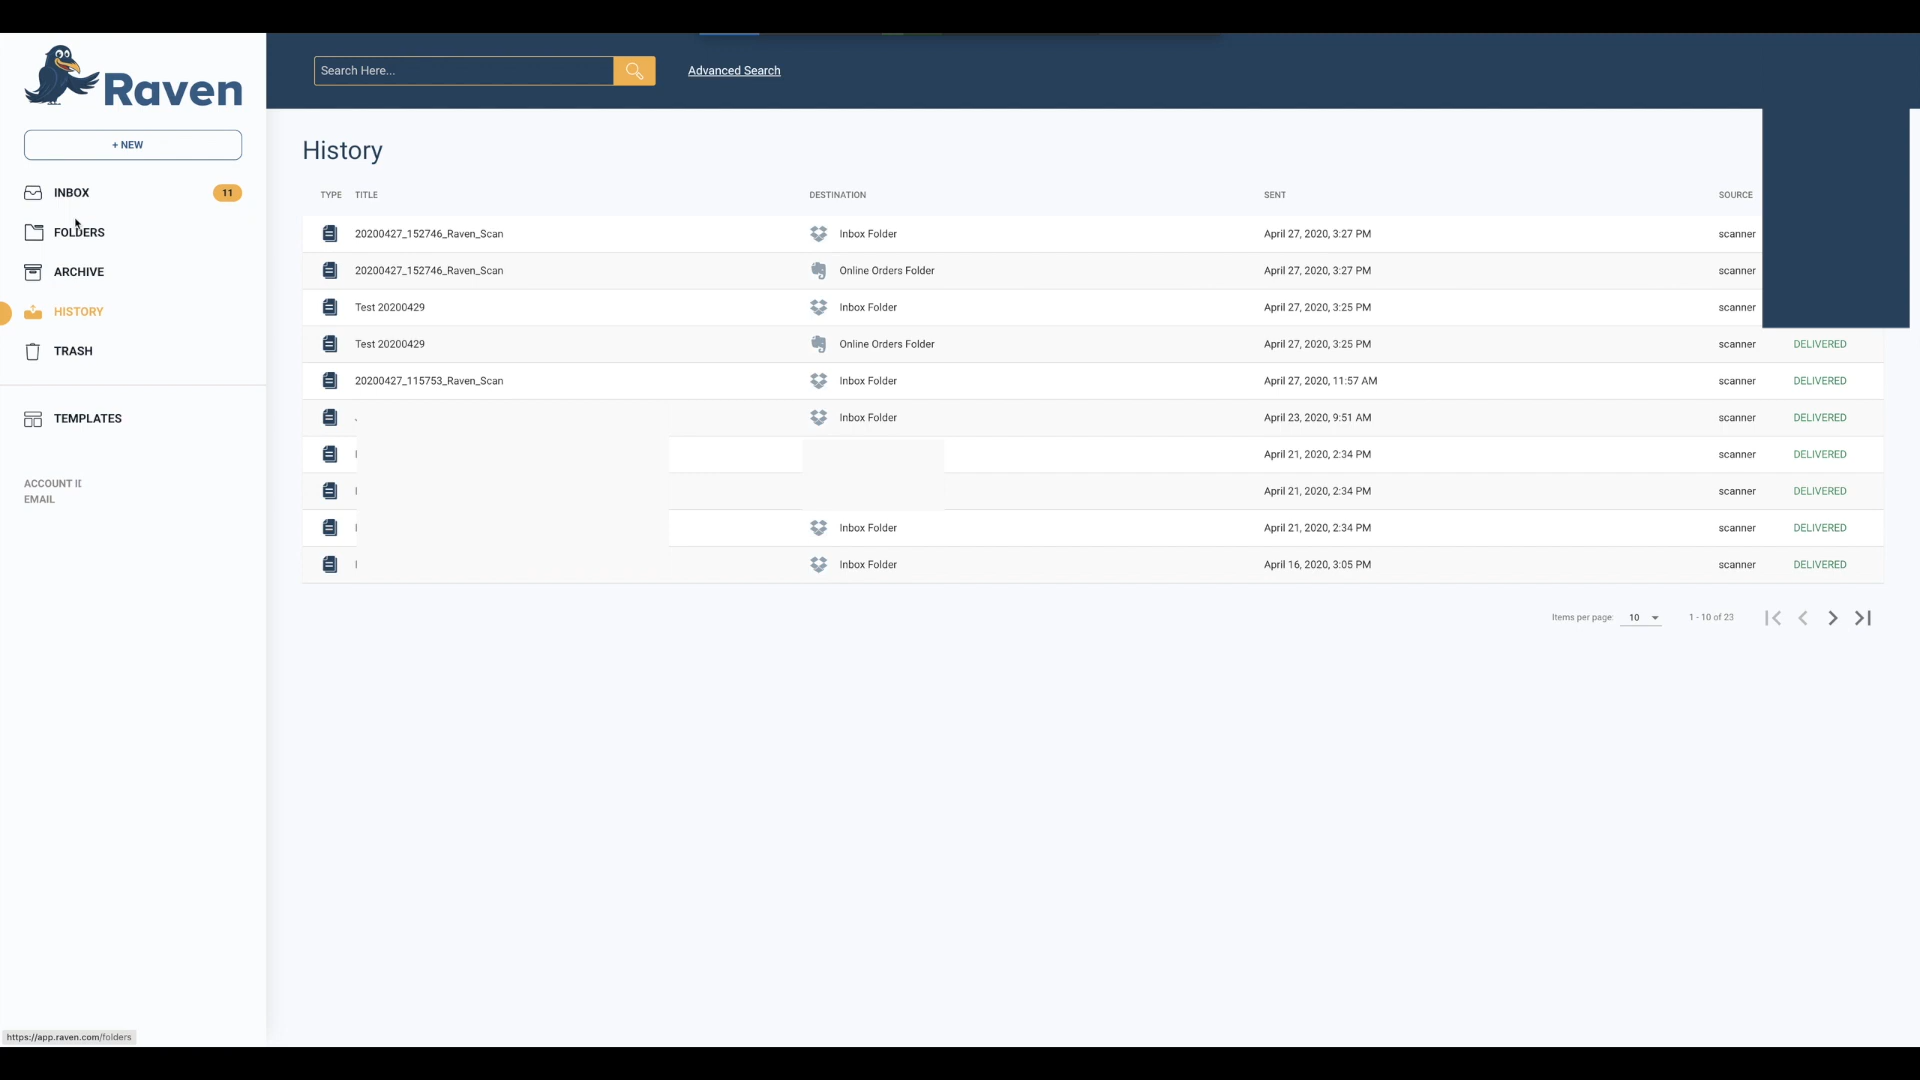 Raven
Search Here...
Advanced Search
+ NEW
INBOX 11
FOLDERS
ARCHIVE
HISTORY
TRASH
TEMPLATES
ACCOUNT
EMAIL
History
TYPE TITLE DESTINATION SENT SOURCE
20200427_152746_Raven_Scan Inbox Folder April 27, 2020, 3:27 PM scanner
20200427_152746_Raven_Scan Online Orders Folder April 27, 2020, 3:27 PM scanner
Test 20200429 Inbox Folder April 27, 2020, 3:25 PM scanner
Test 20200429 Online Orders Folder April 27, 2020, 3:25 PM scanner DELIVERED
20200427_115753_Raven_Scan Inbox Folder April 27, 2020, 11:57 AM scanner DELIVERED
Inbox Folder April 23, 2020, 9:51 AM scanner DELIVERED
April 21, 2020, 2:34 PM scanner DELIVERED
April 21, 2020, 2:34 PM scanner DELIVERED
Inbox Folder April 21, 2020, 2:34 PM scanner DELIVERED
Inbox Folder April 16, 2020, 3:05 PM scanner DELIVERED
Items per page: 10 1 - 10 of 23
https://app.raven.com/folders